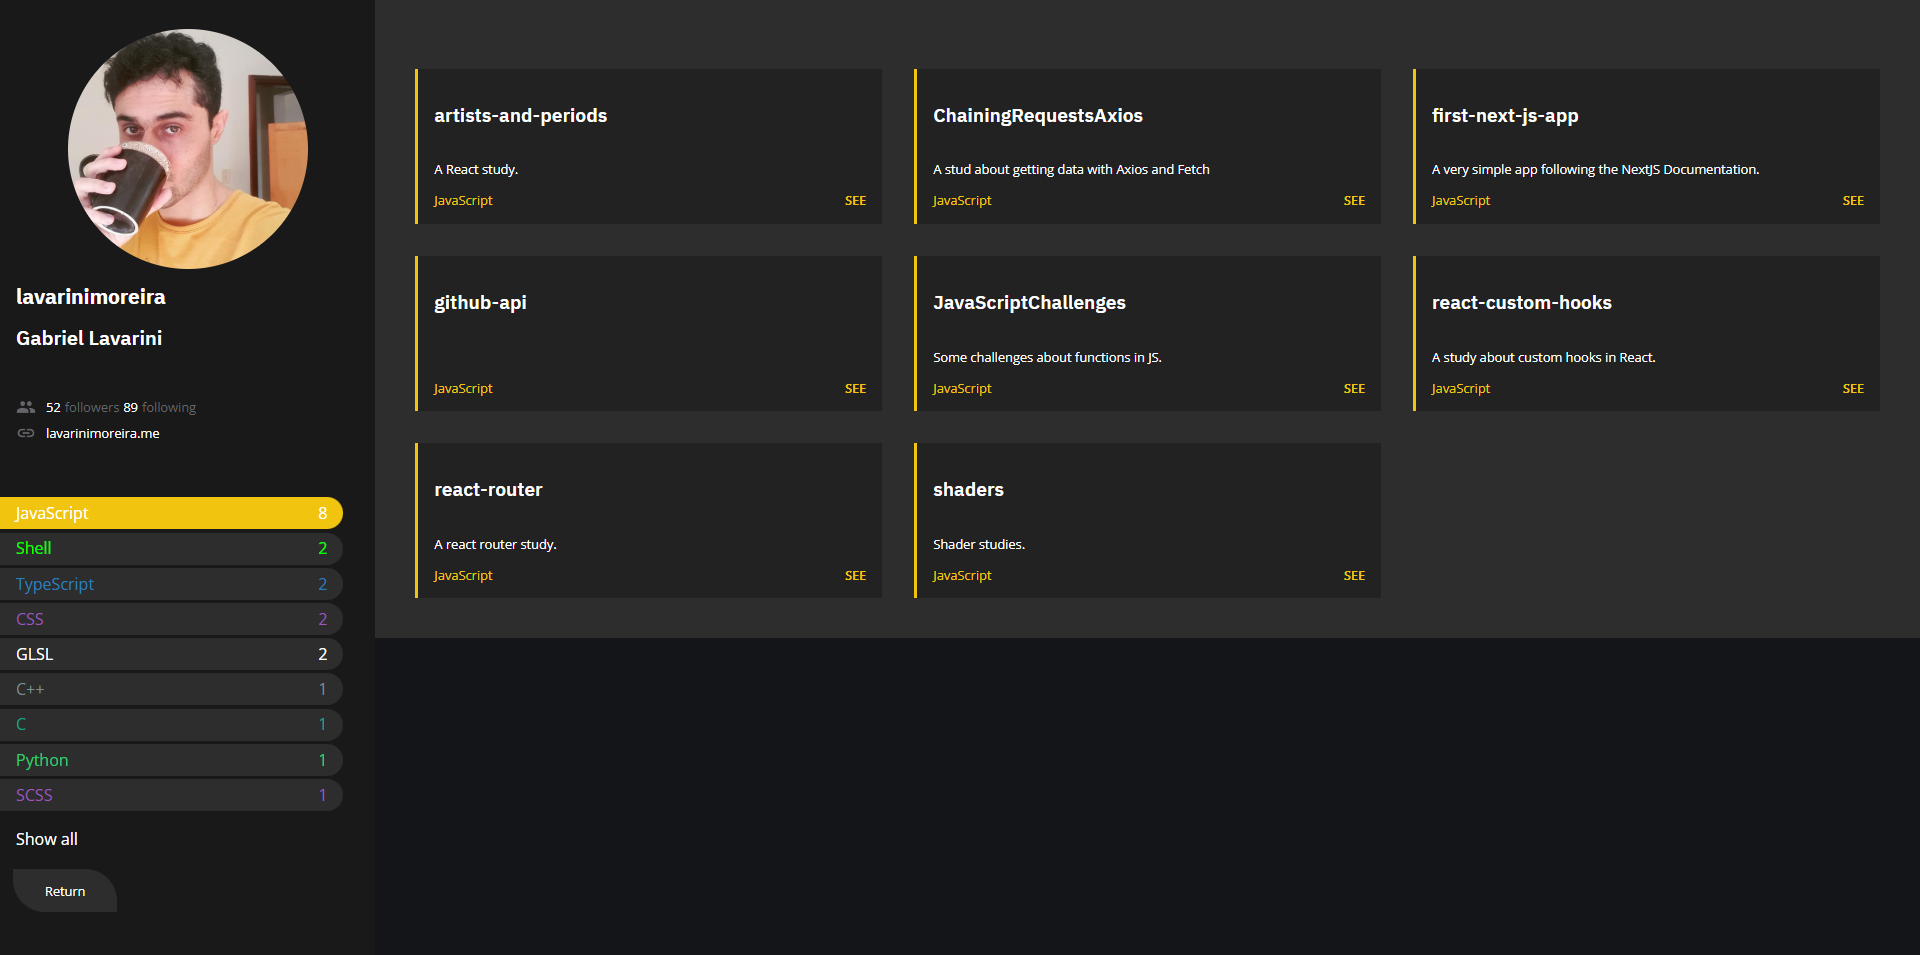 lavarinimoreira
Gabriel Lavarini
52 followers 89 following
lavarinimoreira.me
JavaScript 8
Shell 2
TypeScript 2
CSS 2
GLSL 2
C++ 1
C 1
Python 1
SCSS 1
Show all
Return
artists-and-periods
A React study.
JavaScript SEE
ChainingRequestsAxios
A stud about getting data with Axios and Fetch
JavaScript SEE
first-next-js-app
A very simple app following the NextJS Documentation.
JavaScript SEE
github-api
JavaScript SEE
JavaScriptChallenges
Some challenges about functions in JS.
JavaScript SEE
react-custom-hooks
A study about custom hooks in React.
JavaScript SEE
react-router
A react router study.
JavaScript SEE
shaders
Shader studies.
JavaScript SEE